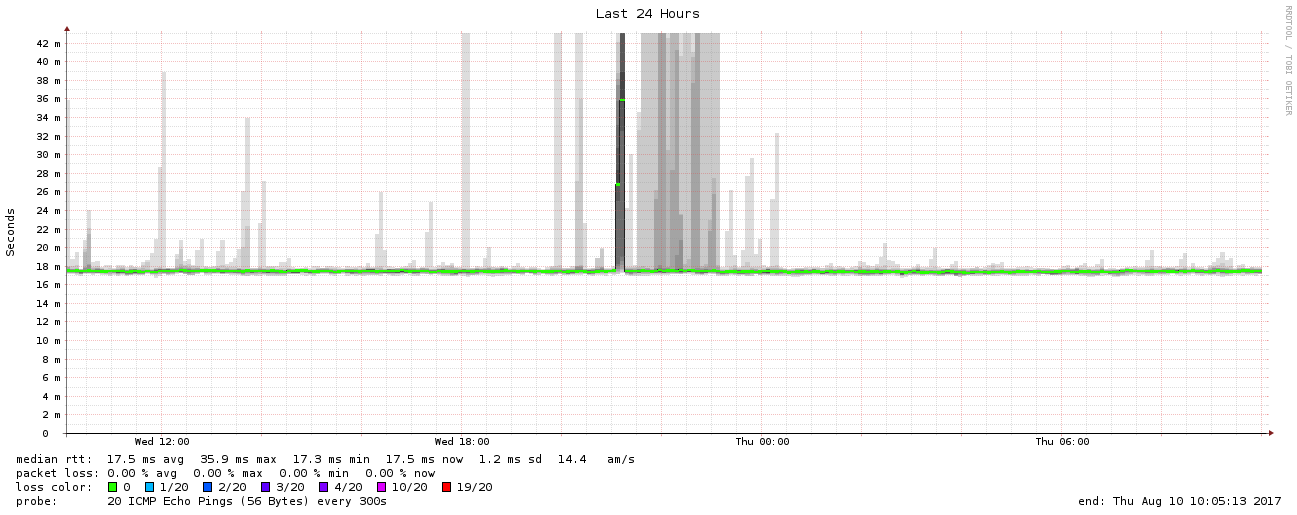 Last 24 Hours
RRDTOOL / TOBI OETIKER
Seconds
42 m
40 m
38 m
36 m
34 m
32 m
30 m
28 m
26 m
24 m
22 m
20 m
18 m
16 m
14 m
12 m
10 m
8 m
6 m
4 m
2 m
0
Wed 12:00 Wed 18:00 Thu 00:00 Thu 06:00
median rtt: 17.5 ms avg 35.9 ms max 17.3 ms min 17.5 ms now 1.2 ms sd 14.4 am/s
packet loss: 0.00 % avg 0.00 % max 0.00 % min 0.00 % now
loss color: 0 1/20 2/20 3/20 4/20 10/20 19/20
probe: 20 ICMP Echo Pings (56 Bytes) every 300s end: Thu Aug 10 10:05:13 2017